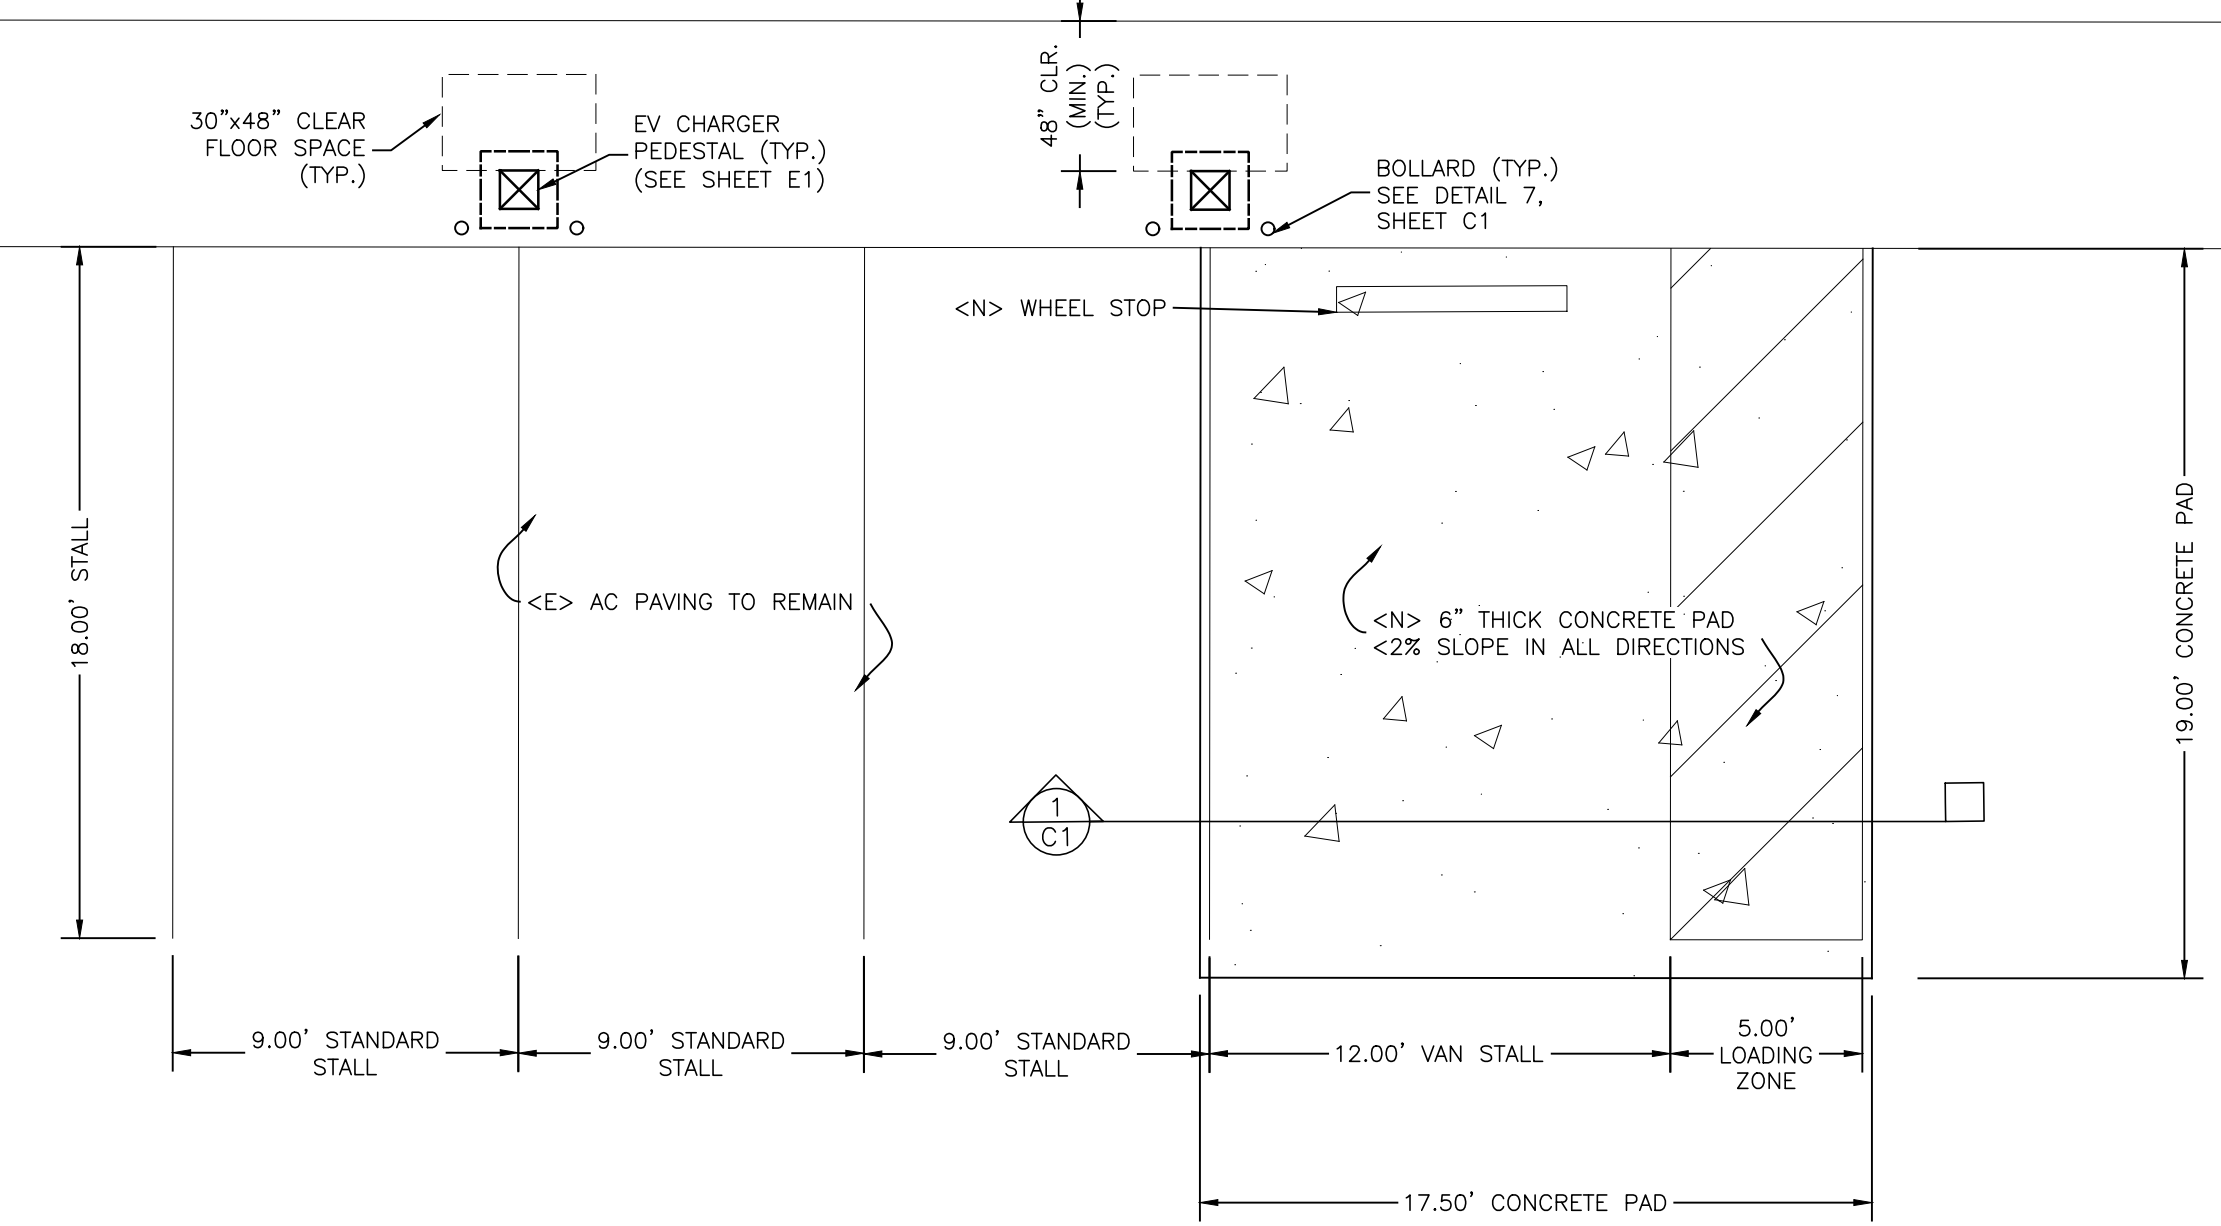 30”x48” CLEAR
FLOOR SPACE
(TYP.)
EV CHARGER
PEDESTAL (TYP.)
(SEE SHEET E1)
48” CLR.
(MIN.)
(TYP.)
BOLLARD (TYP.)
SEE DETAIL 7,
SHEET C1
<N> WHEEL STOP
18.00’ STALL
<E> AC PAVING TO REMAIN
<N> 6” THICK CONCRETE PAD
<2% SLOPE IN ALL DIRECTIONS
19.00’ CONCRETE PAD
1
C1
9.00’ STANDARD
STALL
9.00’ STANDARD
STALL
9.00’ STANDARD
STALL
12.00’ VAN STALL
5.00’
LOADING
ZONE
17.50’ CONCRETE PAD